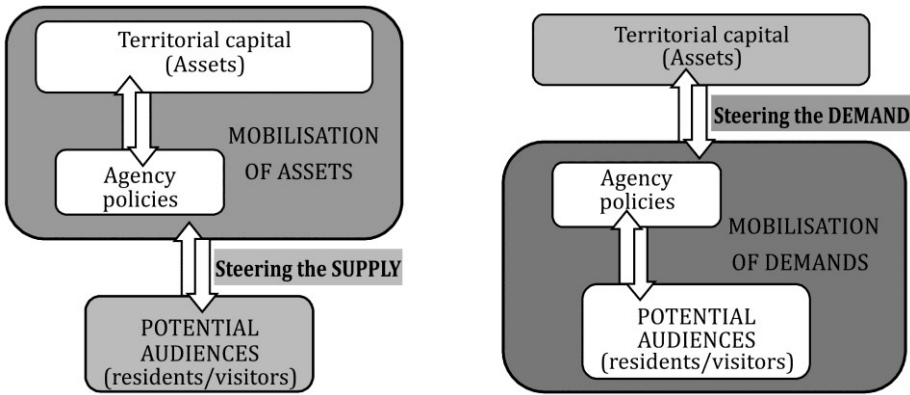 Territorial capital
(Assets)
MOBILISATION
OF ASSETS
Agency
policies
Steering the SUPPLY
POTENTIAL
AUDIENCES
(residents/visitors)
Territorial capital
(Assets)
Steering the DEMAND
Agency
policies
MOBILISATION
OF DEMANDS
POTENTIAL
AUDIENCES
(residents/visitors)